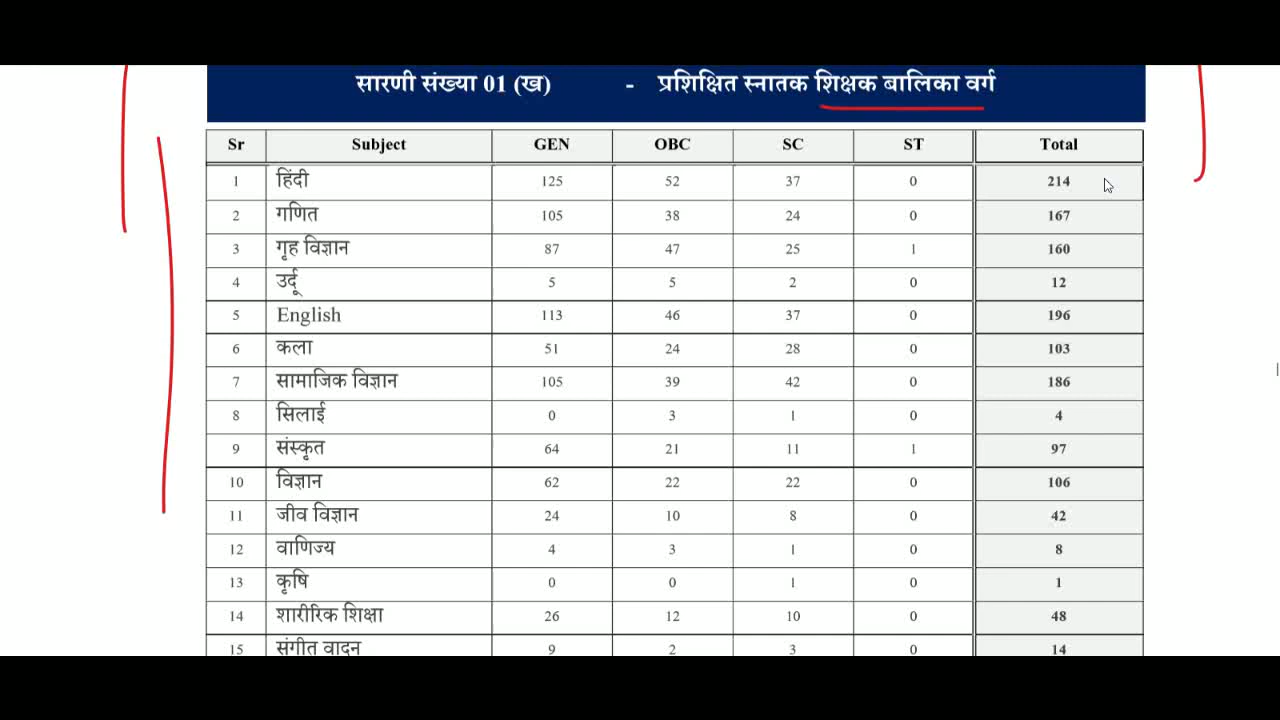 सारणी संख्या 01 (ख) - प्रशिक्षित स्नातक शिक्षक बालिका वर्ग
Sr Subject GEN OBC SC ST Total
1 हिंदी 125 52 37 0 214
2 गणित 105 38 24 0 167
3 गृह विज्ञान 87 47 25 1 160
4 उर्दू 5 5 2 0 12
5 English 113 46 37 0 196
6 कला 51 24 28 0 103
7 सामाजिक विज्ञान 105 39 42 0 186
8 सिलाई 0 3 1 0 4
9 संस्कृत 64 21 11 1 97
10 विज्ञान 62 22 22 0 106
11 जीव विज्ञान 24 10 8 0 42
12 वाणिज्य 4 3 1 0 8
13 कृषि 0 0 1 0 1
14 शारीरिक शिक्षा 26 12 10 0 48
15 संगीत वादन 9 2 3 0 14